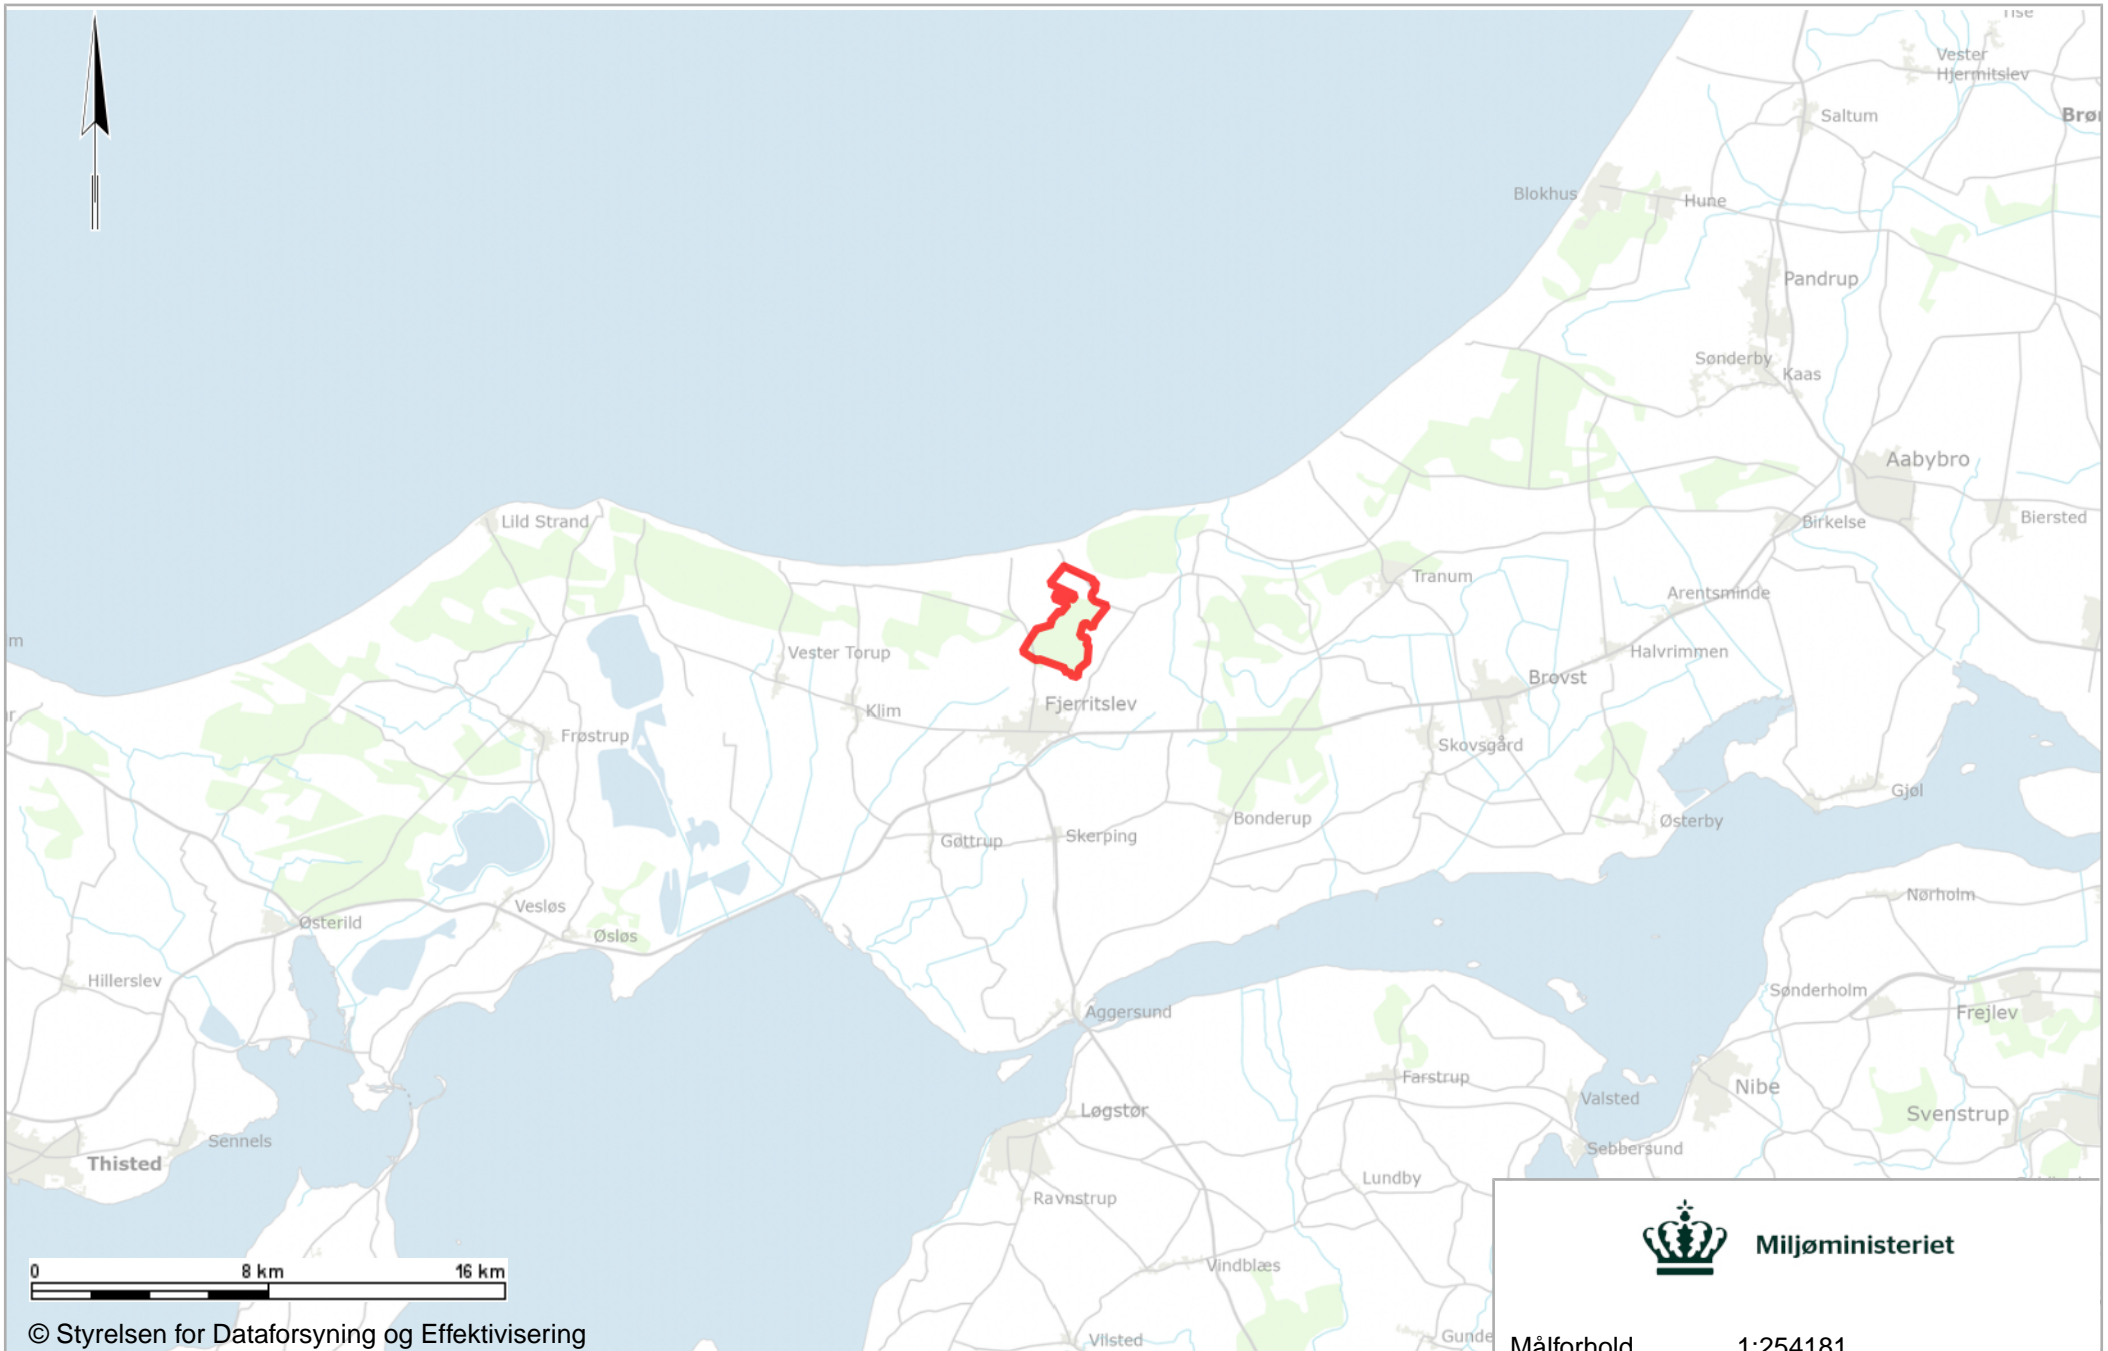 Vester
Hjermitslev
Saltum
Blokhus
Hune
Pandrup
Sønderby
Kaas
Aabybro
Lild Strand
Birkelse
Biersted
Tranum
Arentsminde
Vester Torup
Halvrimmen
Brovst
Klim
Fjerritslev
Frøstrup
Skovsgård
Gjøl
Bonderup
Østerby
Gøttrup
Skerping
Vesløs
Nørholm
Østerild
Øsløs
Hillerslev
Sønderholm
Aggersund
Frejlev
Farstrup
Nibe
Valsted
Løgstør
Svenstrup
Sennels
Sebbersund
Thisted
Lundby
Ravnstrup
Miljøministeriet
Vindblæs
0 8 km 16 km
© Styrelsen for Dataforsyning og Effektivisering
Vilsted
Gunde
Målforhold 1:254181